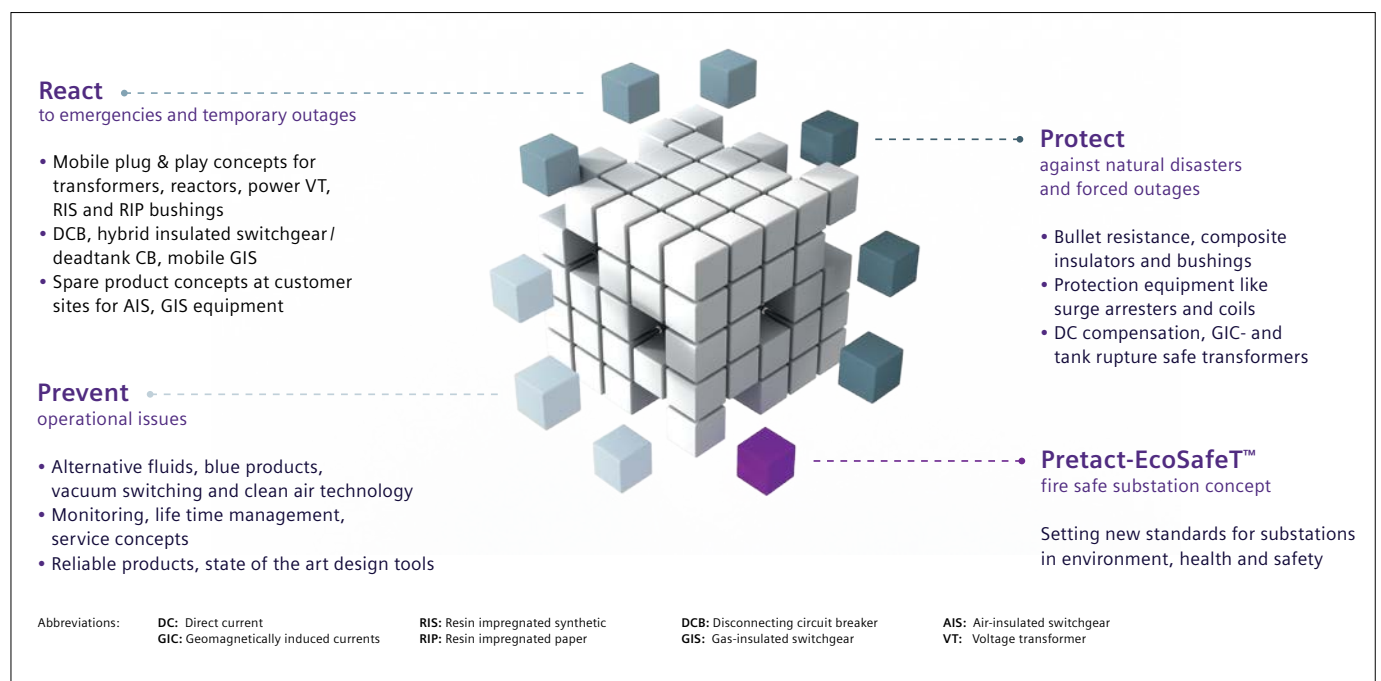 React
to emergencies and temporary outages
• Mobile plug & play concepts for
transformers, reactors, power VT,
RIS and RIP bushings
• DCB, hybrid insulated switchgear/
deadtank CB, mobile GIS
• Spare product concepts at customer
sites for AIS, GIS equipment
Prevent
operational issues
• Alternative fluids, blue products,
vacuum switching and clean air technology
• Monitoring, life time management,
service concepts
• Reliable products, state of the art design tools
Protect
against natural disasters
and forced outages
• Bullet resistance, composite
insulators and bushings
• Protection equipment like
surge arresters and coils
• DC compensation, GIC- and
tank rupture safe transformers
Pretact-EcoSafeT™
fire safe substation concept
Setting new standards for substations
in environment, health and safety
Abbreviations:
DC: Direct current
GIC: Geomagnetically induced currents
RIS: Resin impregnated synthetic
RIP: Resin impregnated paper
DCB: Disconnecting circuit breaker
GIS: Gas-insulated switchgear
AIS: Air-insulated switchgear
VT: Voltage transformer